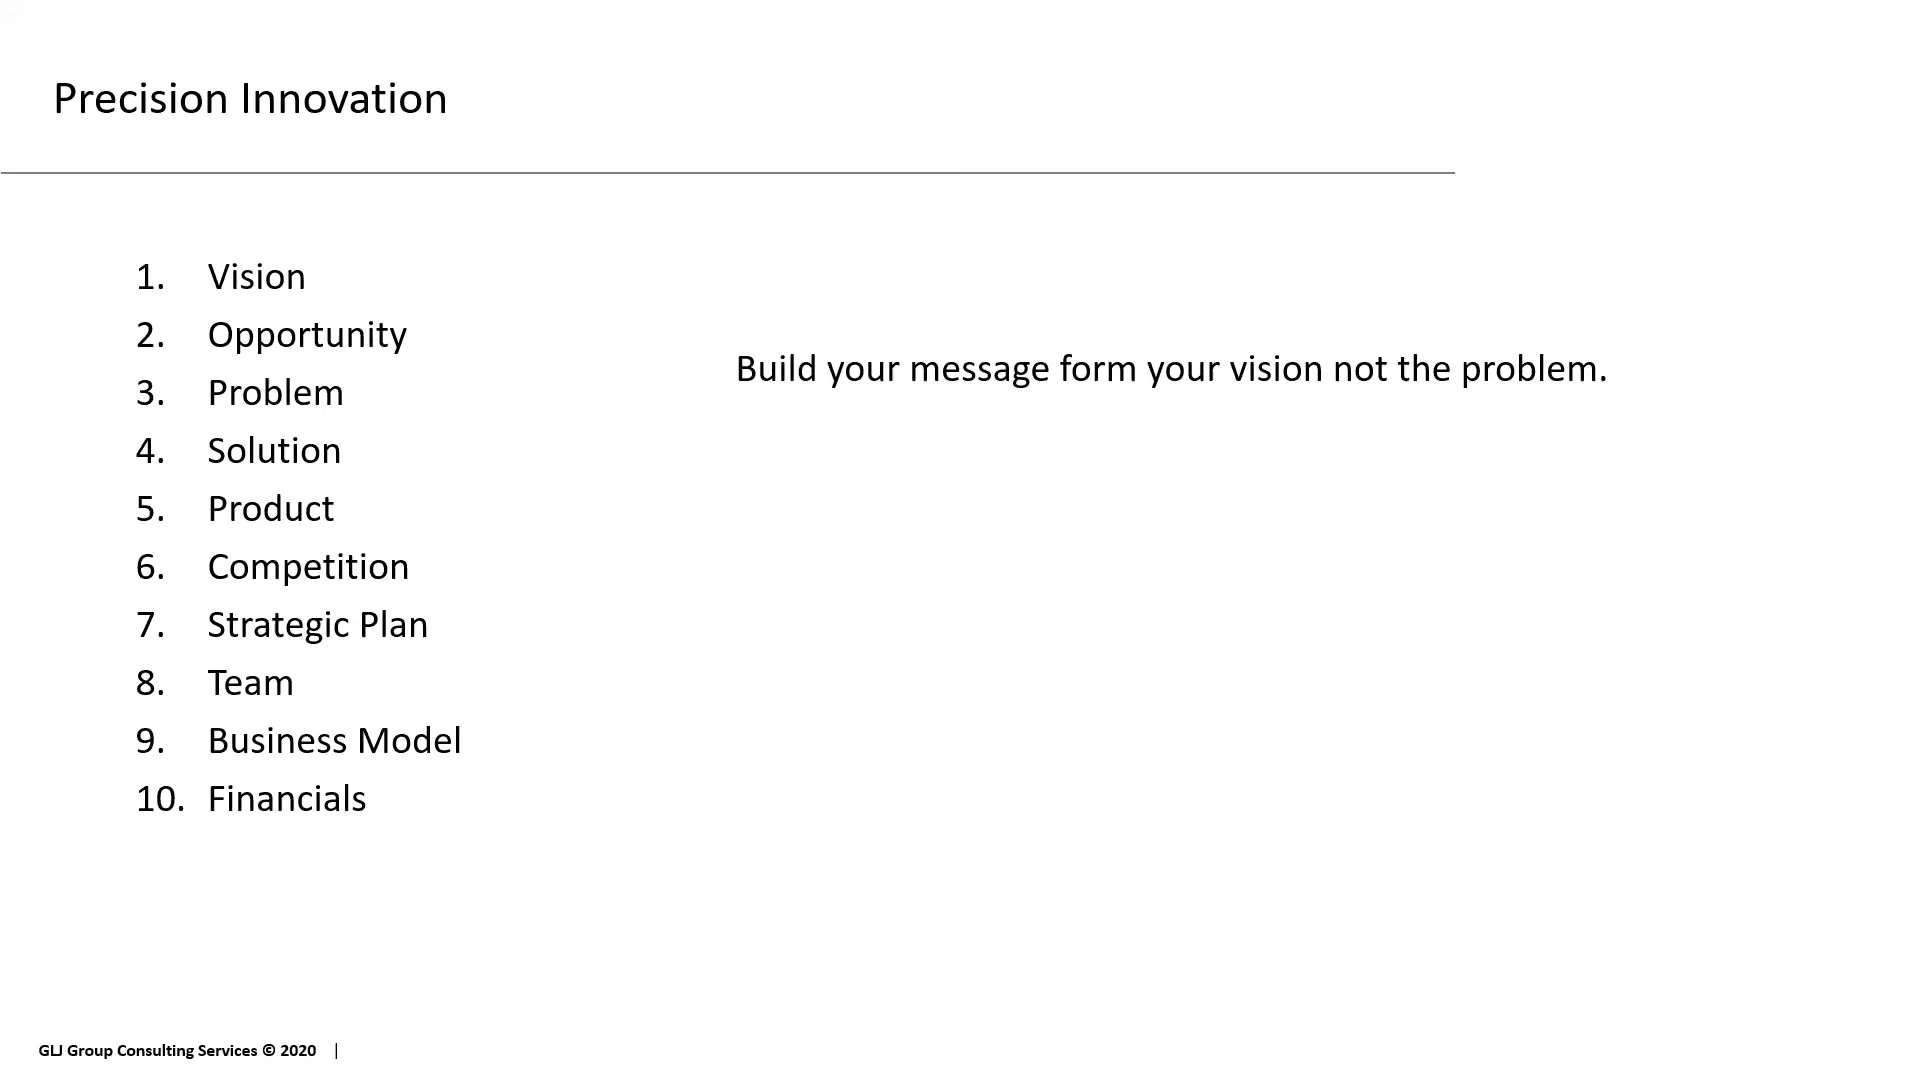 Precision Innovation
1. Vision
2. Opportunity
3. Problem
4. Solution
5. Product
6. Competition
7. Strategic Plan
8. Team
9. Business Model
10. Financials
Build your message form your vision not the problem.
GLJ Group Consulting Services © 2020 |